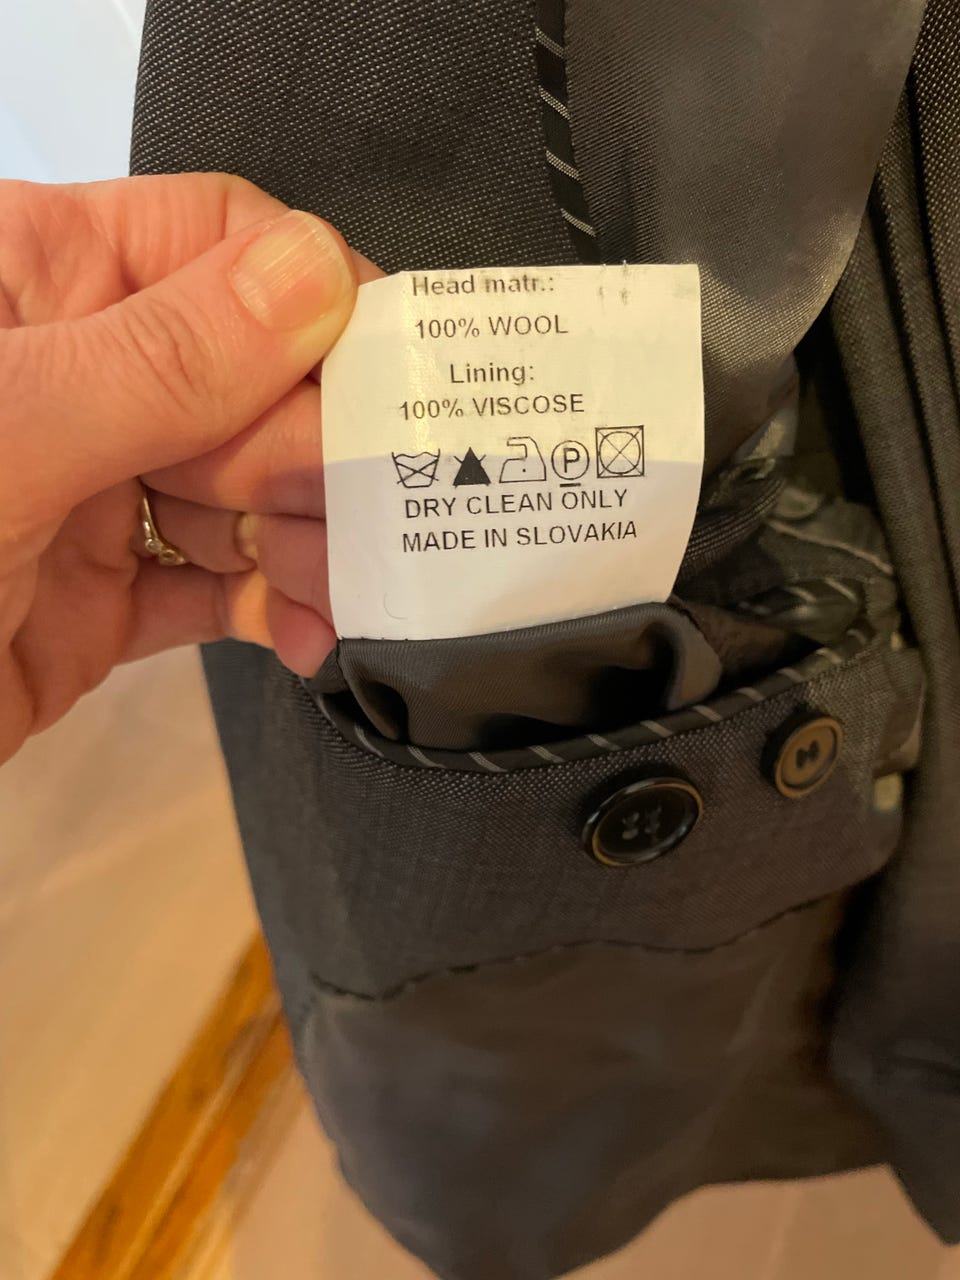 Head matr.:
100% WOOL
Lining:
100% VISCOSE
P
DRY CLEAN ONLY
MADE IN SLOVAKIA